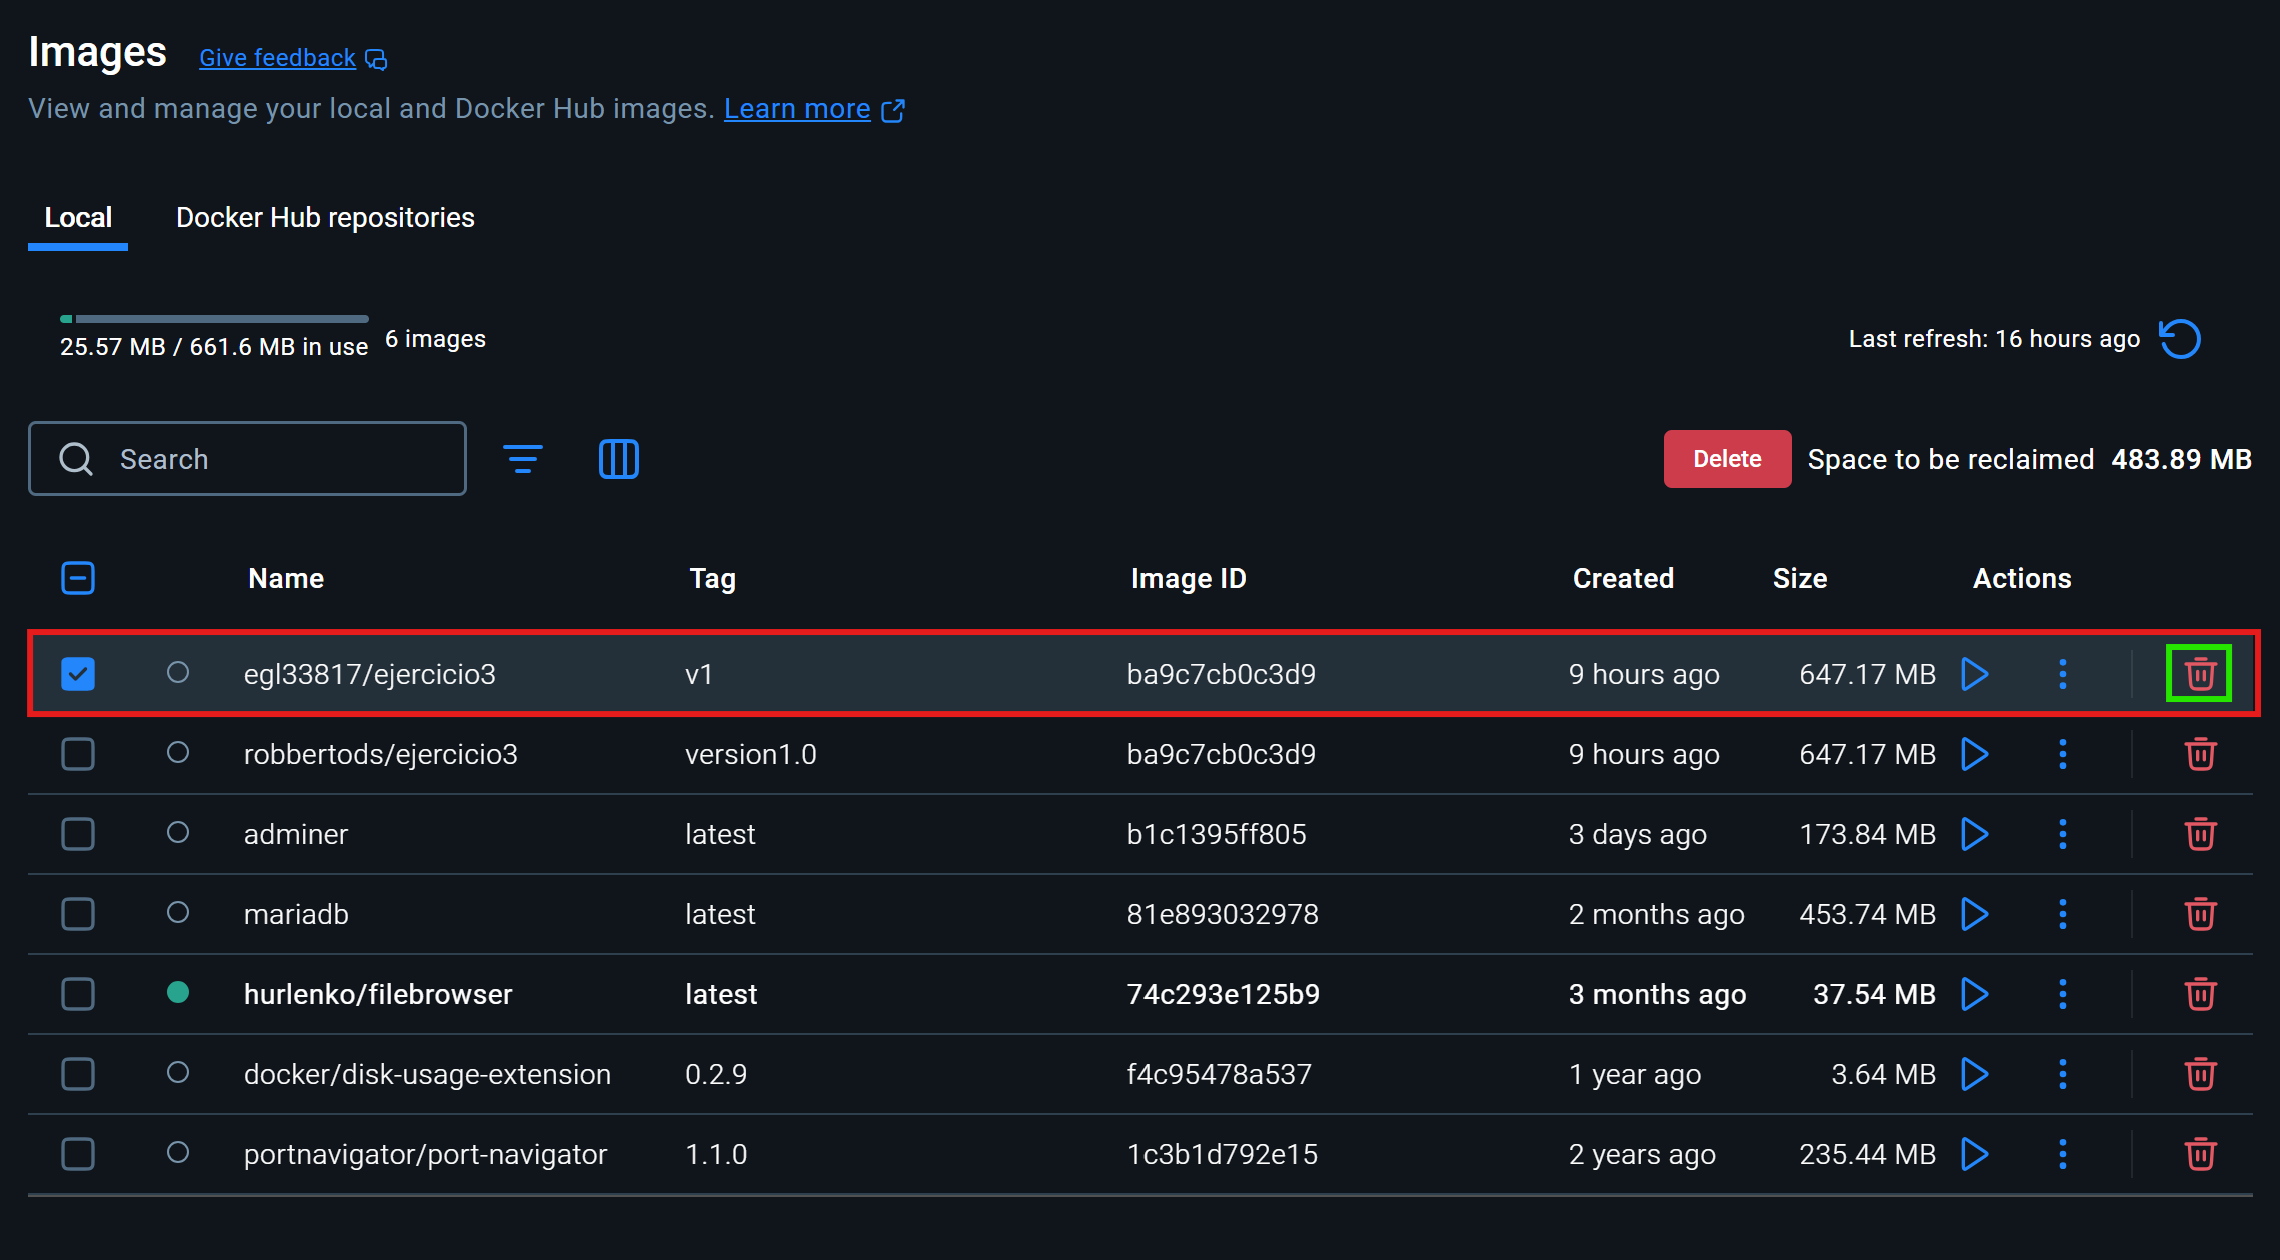 Images Give feedback
View and manage your local and Docker Hub images. Learn more
Local Docker Hub repositories
25.57 MB / 661.6 MB in use 6 images Last refresh: 16 hours ago
Search Delete Space to be reclaimed 483.89 MB
Name Tag Image ID Created Size Actions
egl33817/ejercicio3 v1 ba9c7cb0c3d9 9 hours ago 647.17 MB
robbertods/ejercicio3 version1.0 ba9c7cb0c3d9 9 hours ago 647.17 MB
adminer latest b1c1395ff805 3 days ago 173.84 MB
mariadb latest 81e893032978 2 months ago 453.74 MB
hurlenko/filebrowser latest 74c293e125b9 3 months ago 37.54 MB
docker/disk-usage-extension 0.2.9 f4c95478a537 1 year ago 3.64 MB
portnavigator/port-navigator 1.1.0 1c3b1d792e15 2 years ago 235.44 MB